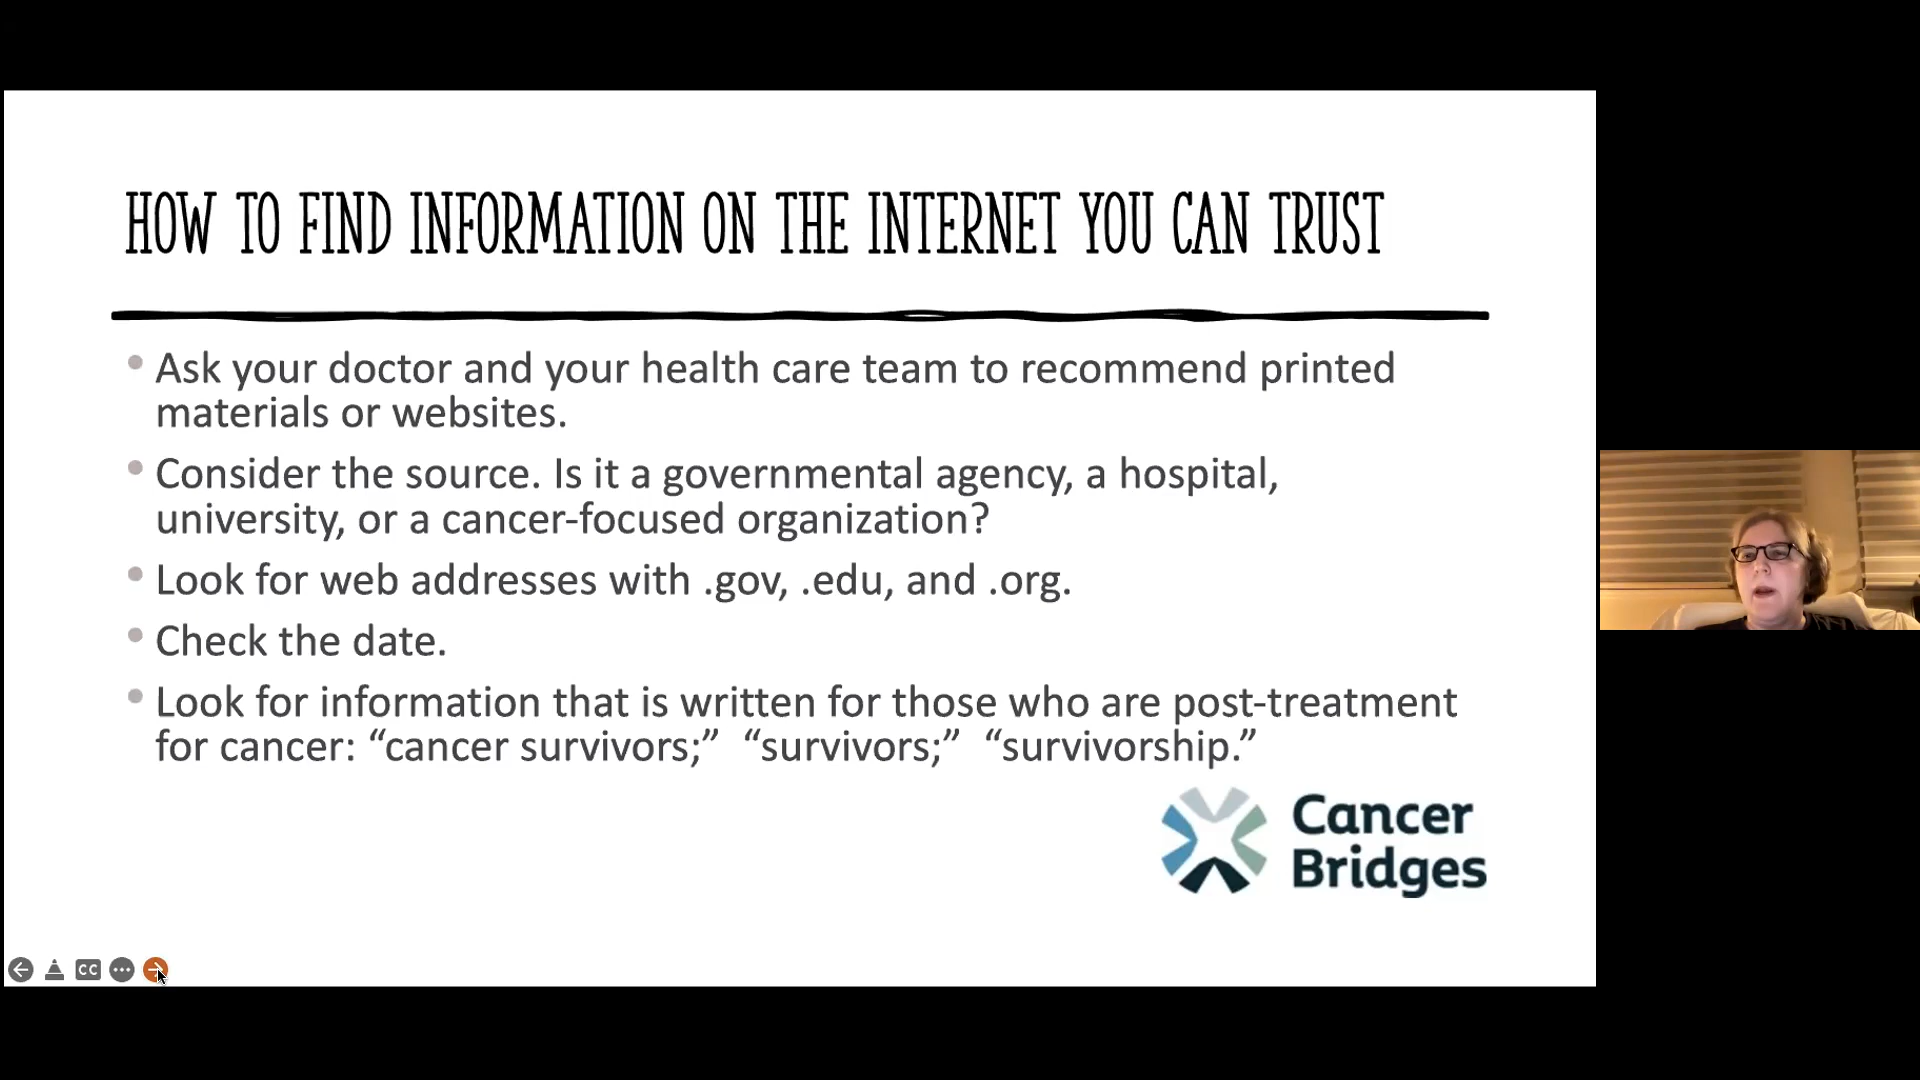 HOW TO FIND INFORMATION ON THE INTERNET YOU CAN TRUST
• Ask your doctor and your health care team to recommend printed
materials or websites.
• Consider the source. Is it a governmental agency, a hospital,
university, or a cancer-focused organization?
• Look for web addresses with .gov, .edu, and .org.
• Check the date.
• Look for information that is written for those who are post-treatment
for cancer: “cancer survivors;”  “survivors;”  “survivorship.”
Cancer
Bridges
CC